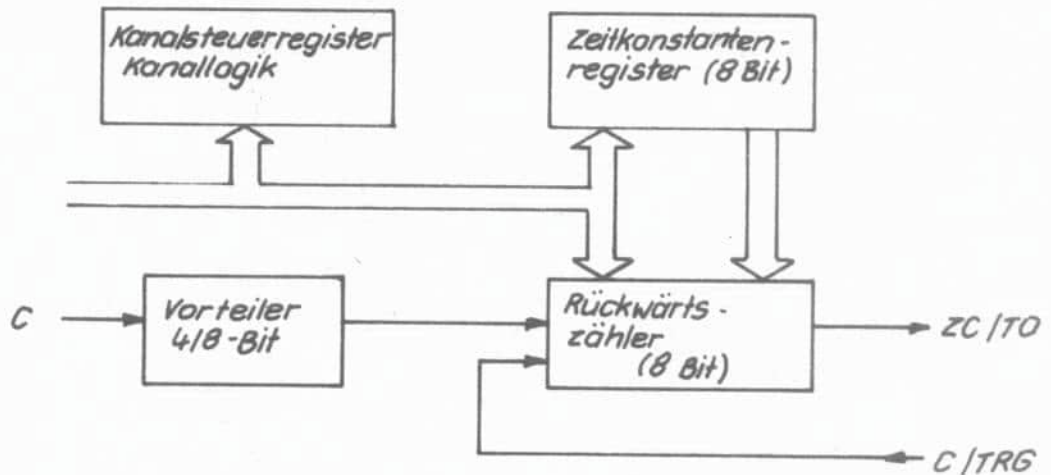 Kanalsteuerregister
Kanallogik
Zeitkonstanten-
register (8 Bit)
C
Vorteiler
4/8-Bit
Rückwärts-
zähler
(8 Bit)
ZC/TO
C/TRG